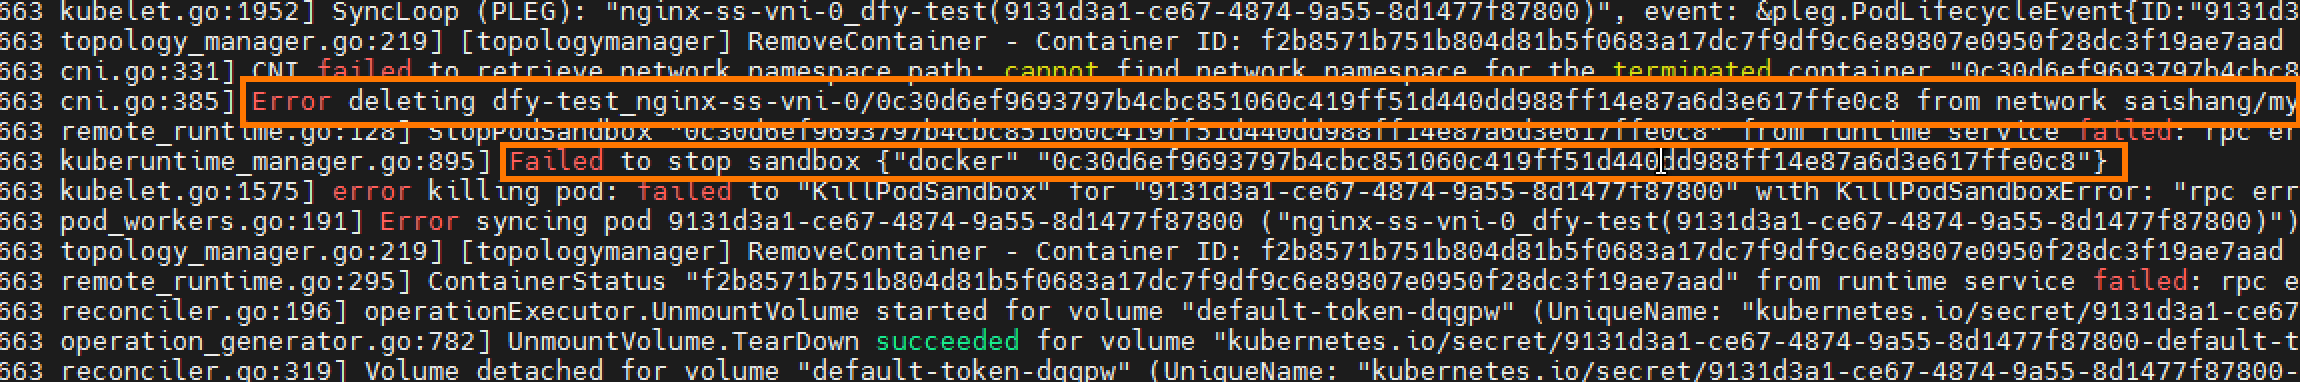 663 kubelet.go:1952] SyncLoop (PLEG): "nginx-ss-vni-0_dfy-test(9131d3a1-ce67-4874-9a55-8d1477f87800)", event: &pleg.PodLifecycleEvent{ID:"9131d3
663 topology_manager.go:219] [topologymanager] RemoveContainer - Container ID: f2b8571b751b804d81b5f0683a17dc7f9df9c6e89807e0950f28dc3f19ae7aad
663 cni.go:331] CNI failed to retrieve network namespace path: cannot find network namespace for the terminated container "0c30d6ef9693797b4cbc8
663 cni.go:385] Error deleting dfy-test_nginx-ss-vni-0/0c30d6ef9693797b4cbc851060c419ff51d440dd988ff14e87a6d3e617ffe0c8 from network saishang/my
663 remote_runtime.go:128] StopPodSandbox "0c30d6ef9693797b4cbc851060c419ff51d440dd988ff14e87a6d3e617ffe0c8" from runtime service failed: rpc er
663 kuberuntime_manager.go:895] Failed to stop sandbox {"docker" "0c30d6ef9693797b4cbc851060c419ff51d440dd988ff14e87a6d3e617ffe0c8"}
663 kubelet.go:1575] error killing pod: failed to "KillPodSandbox" for "9131d3a1-ce67-4874-9a55-8d1477f87800" with KillPodSandboxError: "rpc err
663 pod_workers.go:191] Error syncing pod 9131d3a1-ce67-4874-9a55-8d1477f87800 ("nginx-ss-vni-0_dfy-test(9131d3a1-ce67-4874-9a55-8d1477f87800)")
663 topology_manager.go:219] [topologymanager] RemoveContainer - Container ID: f2b8571b751b804d81b5f0683a17dc7f9df9c6e89807e0950f28dc3f19ae7aad
663 remote_runtime.go:295] ContainerStatus "f2b8571b751b804d81b5f0683a17dc7f9df9c6e89807e0950f28dc3f19ae7aad" from runtime service failed: rpc e
663 reconciler.go:196] operationExecutor.UnmountVolume started for volume "default-token-dqgpw" (UniqueName: "kubernetes.io/secret/9131d3a1-ce67
663 operation_generator.go:782] UnmountVolume.TearDown succeeded for volume "kubernetes.io/secret/9131d3a1-ce67-4874-9a55-8d1477f87800-default-t
663 reconciler.go:319] Volume detached for volume "default-token-dqgpw" (UniqueName: "kubernetes.io/secret/9131d3a1-ce67-4874-9a55-8d1477f87800-